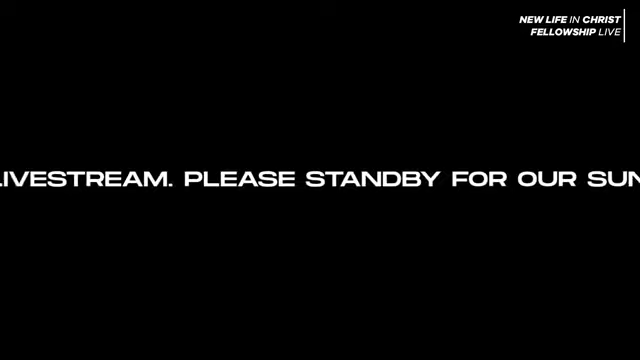 NEW LIFE IN CHRIST
FELLOWSHIP LIVE
LIVESTREAM. PLEASE STANDBY FOR OUR SUN